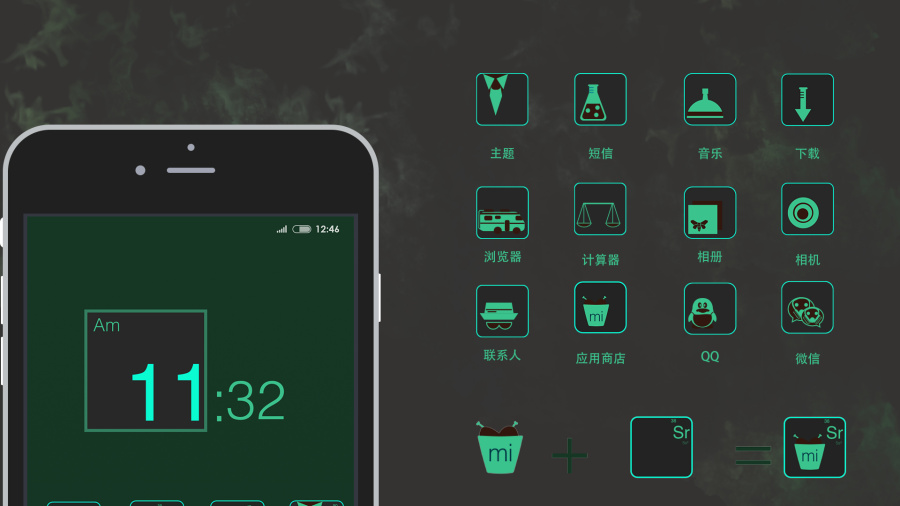 12:46
Am
11:32
主题
短信
音乐
下载
浏览器
计算器
相册
相机
mi
联系人
应用商店
QQ
微信
mi
Sr
Sr
mi